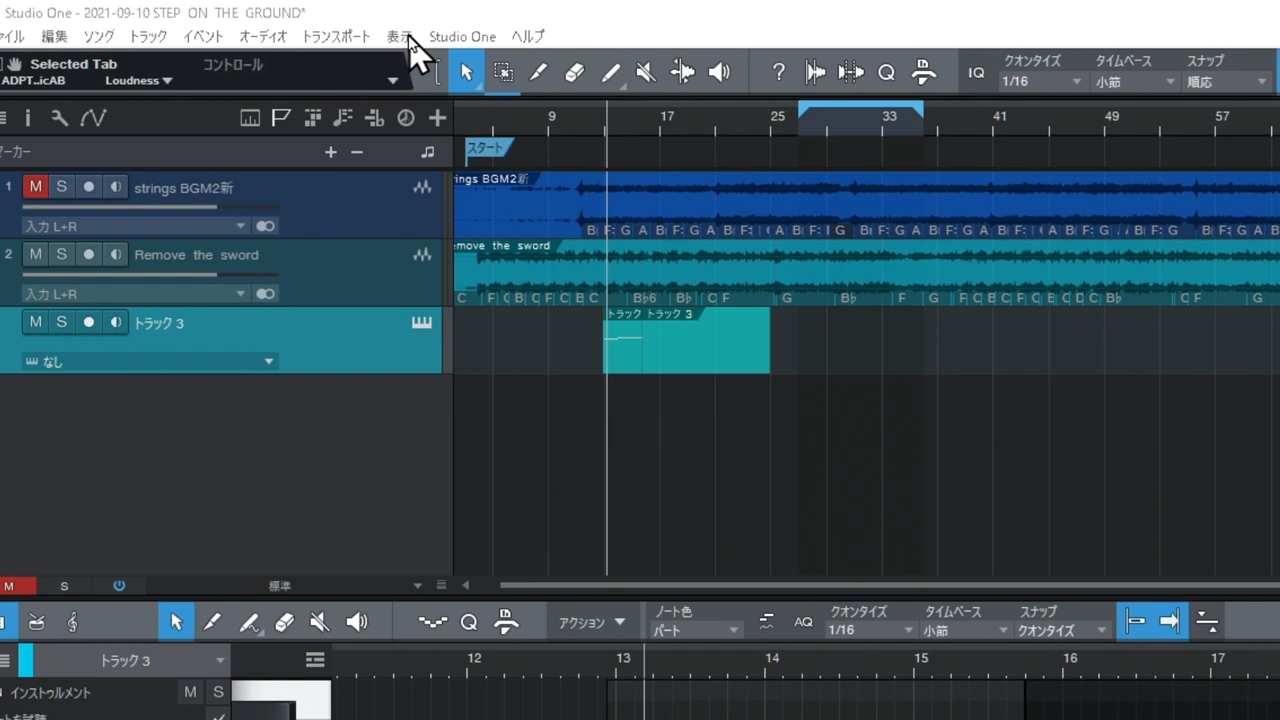 Studio One - 2021-09-10 STEP ON THE GROUND*
ァイル 編集 ソング トラック イベント オーディオ トランスポート 表示 Studio One ヘルプ
Selected Tab コントロール
ADPT..iCAB Loudness
? IQ クオンタイズ タイムベース スナップ
1/16 小節 順応
9 17 25 33 41 49 57
マーカー + − スタート
1 M S strings BGM2新 rings BGM2新
入力 L+R
2 M S Remove the sword emove the sword
入力 L+R
C B♭6 B♭ C F G B♭ F G
M S トラック 3 トラック トラック 3
なし
M S 標準
アクション ノート色 AQ クオンタイズ タイムベース スナップ
パート 1/16 小節 クオンタイズ
トラック 3 12 13 14 15 16 17
インストゥルメント M S